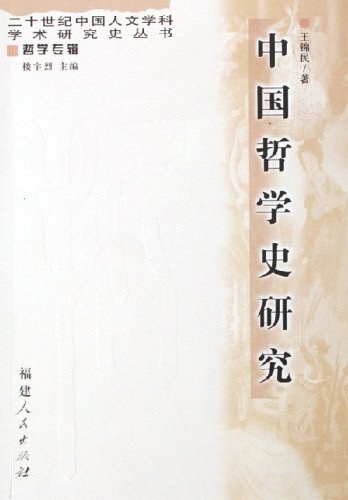 二十世纪中国人文学科
学术研究史丛书
哲学专辑
楼宇烈 主编
王锦民/著
中国哲学史研究
福建人民出版社